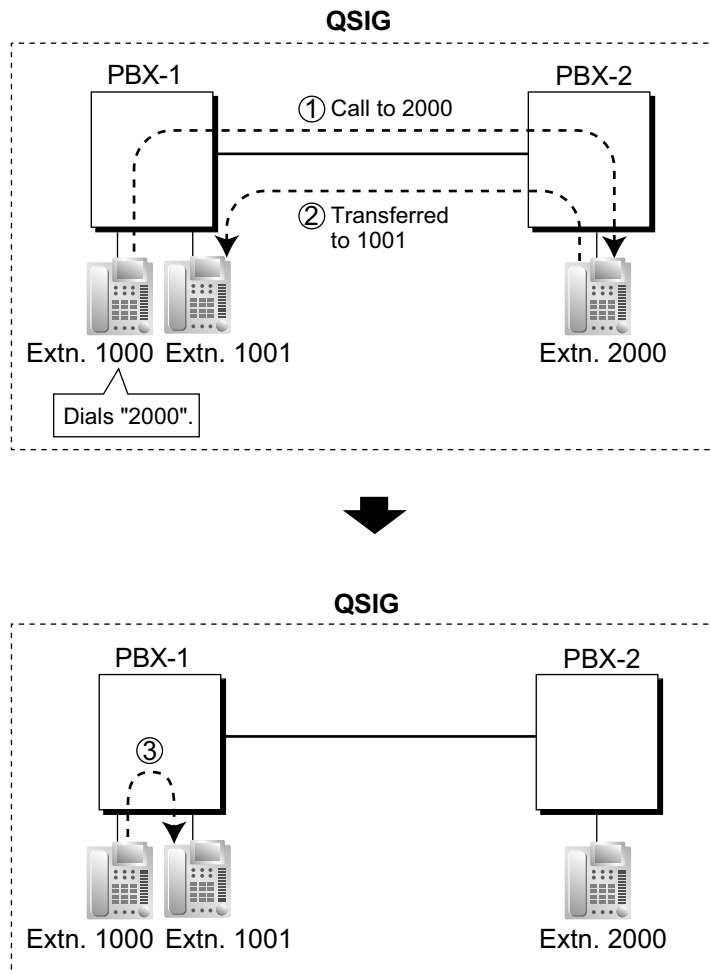 QSIG
PBX-1
PBX-2
① Call to 2000
② Transferred
to 1001
Extn. 1000
Extn. 1001
Extn. 2000
Dials "2000".
QSIG
PBX-1
PBX-2
③
Extn. 1000
Extn. 1001
Extn. 2000